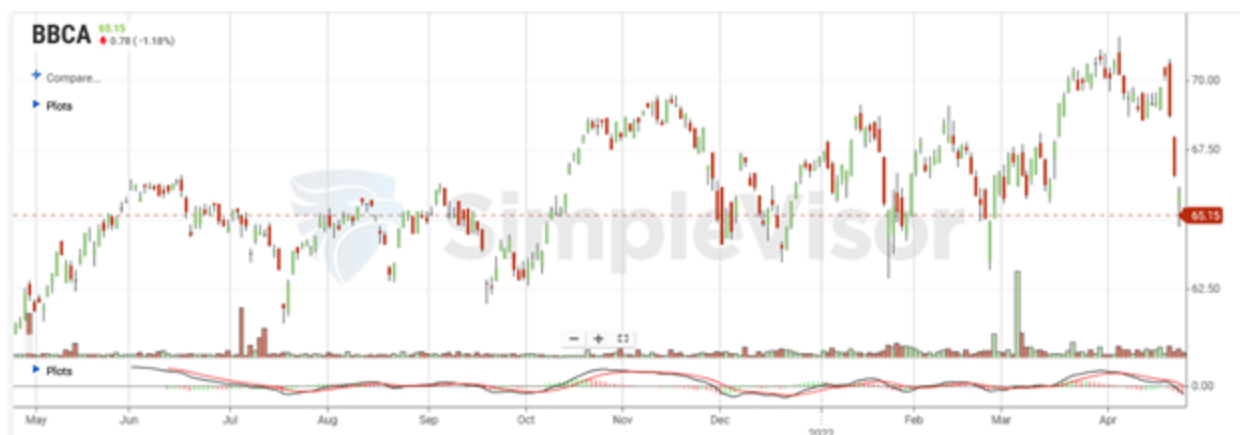 BBCA 65.15
0.78 (-1.18%)
+ Compare...
Plots
70.00
67.50
SimpleVisor
65.15
62.50
Plots
0.00
May Jun Jul Aug Sep Oct Nov Dec Feb Mar Apr
2022